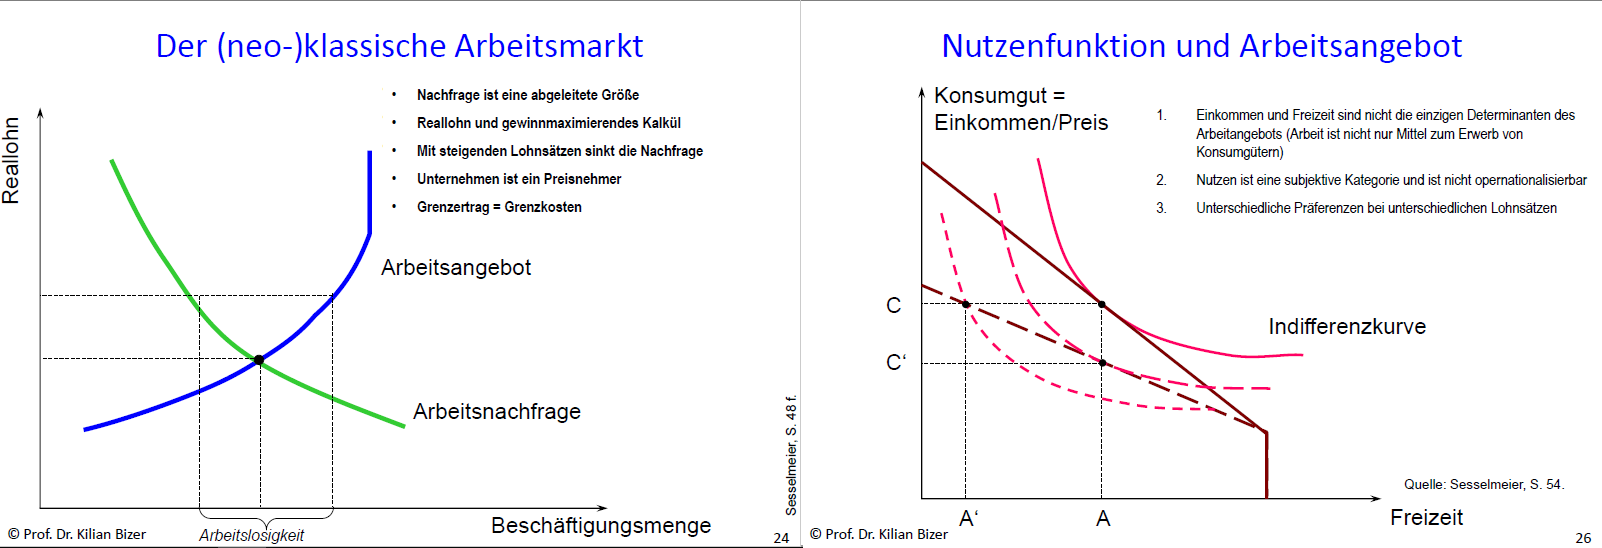 Der (neo-)klassische Arbeitsmarkt
• Nachfrage ist eine abgeleitete Größe
• Reallohn und gewinnmaximierendes Kalkül
• Mit steigenden Lohnsätzen sinkt die Nachfrage
• Unternehmen ist ein Preisnehmer
• Grenzertrag = Grenzkosten
Reallohn
Arbeitsangebot
Arbeitsnachfrage
Sesselmeier, S. 48 f.
Beschäftigungsmenge
Arbeitslosigkeit
© Prof. Dr. Kilian Bizer
24
Nutzenfunktion und Arbeitsangebot
Konsumgut =
Einkommen/Preis
1. Einkommen und Freizeit sind nicht die einzigen Determinanten des
Arbeitangebots (Arbeit ist nicht nur Mittel zum Erwerb von
Konsumgütern)
2. Nutzen ist eine subjektive Kategorie und ist nicht opernationalisierbar
3. Unterschiedliche Präferenzen bei unterschiedlichen Lohnsätzen
C
C‘
Indifferenzkurve
Quelle: Sesselmeier, S. 54.
A‘
A
Freizeit
© Prof. Dr. Kilian Bizer
26